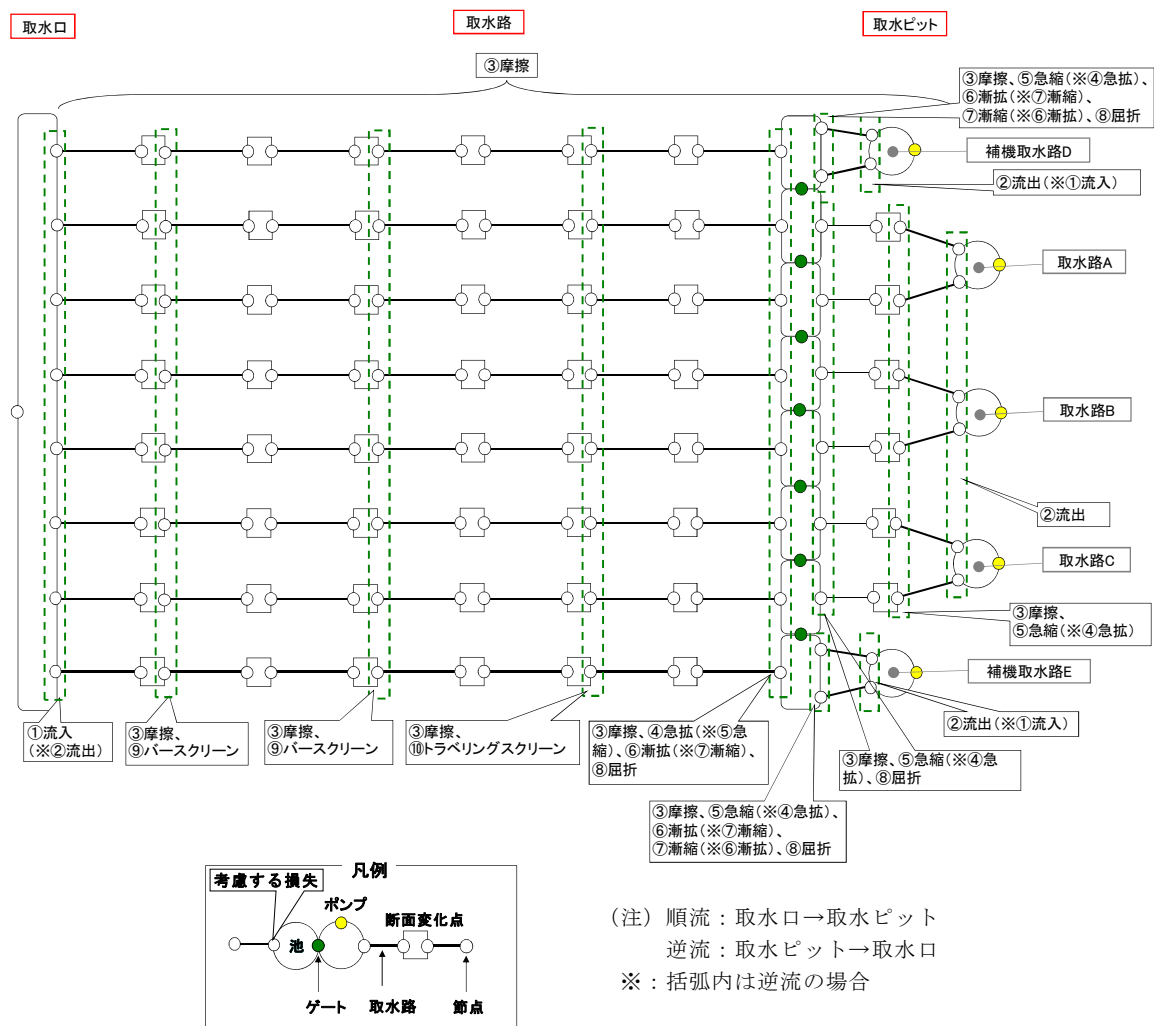 取水口
取水路
取水ピット
③摩擦
③摩擦、⑤急縮(※④急拡)、
⑥漸拡(※⑦漸縮)、
⑦漸縮(※⑥漸拡)、⑧屈折
補機取水路D
②流出(※①流入)
取水路A
取水路B
②流出
取水路C
③摩擦、
⑤急縮(※④急拡)
補機取水路E
②流出(※①流入)
①流入
(※②流出)
③摩擦、
⑨バースクリーン
③摩擦、
⑨バースクリーン
③摩擦、
⑩トラベリングスクリーン
③摩擦、④急拡(※⑤急
縮)、⑥漸拡(※⑦漸縮)、
⑧屈折
③摩擦、⑤急縮(※④急
拡)、⑧屈折
③摩擦、⑤急縮(※④急拡)、
⑥漸拡(※⑦漸縮)、
⑦漸縮(※⑥漸拡)、⑧屈折
凡例
考慮する損失
ポンプ
断面変化点
池
ゲート
取水路
節点
(注) 順流：取水口→取水ピット
逆流：取水ピット→取水口
※：括弧内は逆流の場合